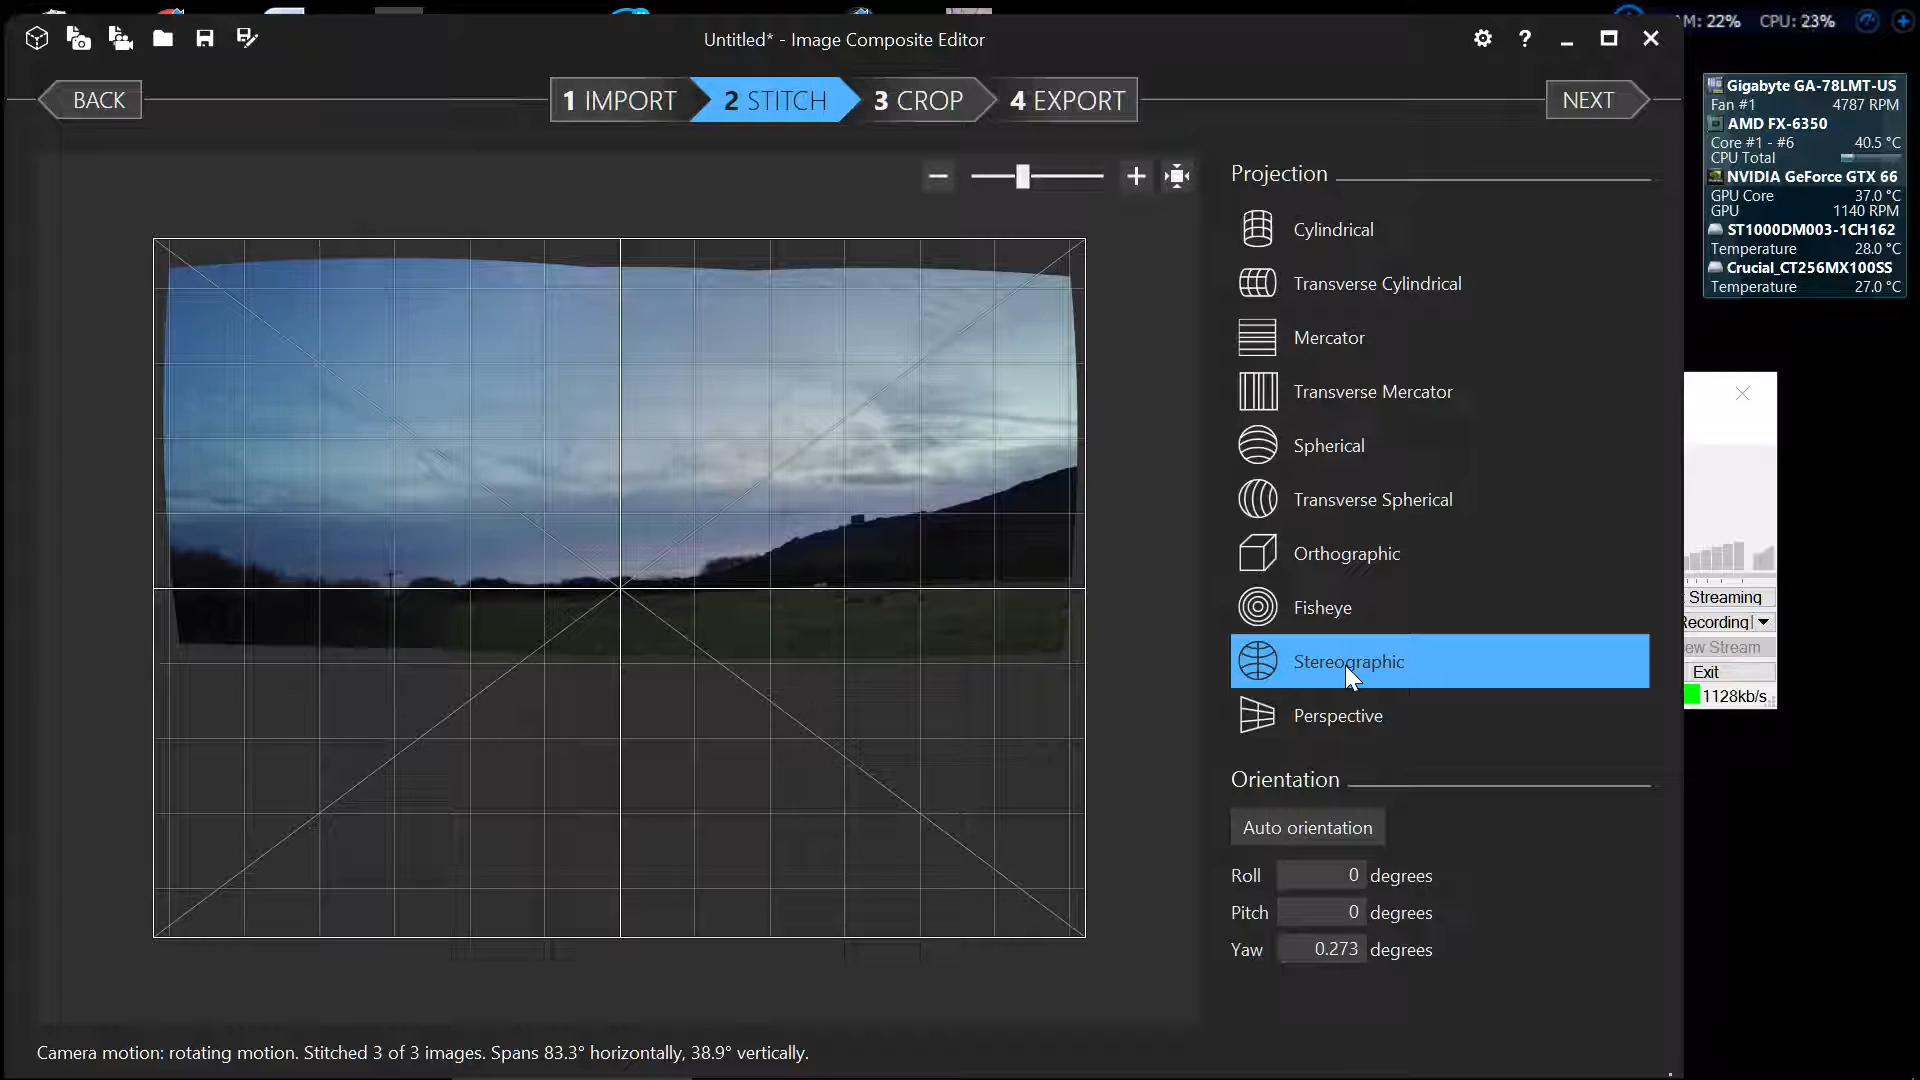 Untitled* - Image Composite Editor
M: 22% CPU: 23%
BACK
1 IMPORT
2 STITCH
3 CROP
4 EXPORT
NEXT
Projection
Cylindrical
Transverse Cylindrical
Mercator
Transverse Mercator
Spherical
Transverse Spherical
Orthographic
Fisheye
Stereographic
Perspective
Orientation
Auto orientation
Roll 0 degrees
Pitch 0 degrees
Yaw 0.273 degrees
Camera motion: rotating motion. Stitched 3 of 3 images. Spans 83.3° horizontally, 38.9° vertically.
Gigabyte GA-78LMT-US
Fan #1 4787 RPM
AMD FX-6350
Core #1 - #6 40.5 °C
CPU Total
NVIDIA GeForce GTX 66
GPU Core 37.0 °C
GPU 1140 RPM
ST1000DM003-1CH162
Temperature 28.0 °C
Crucial_CT256MX100SS
Temperature 27.0 °C
Streaming
Recording
ew Stream
Exit
1128kb/s